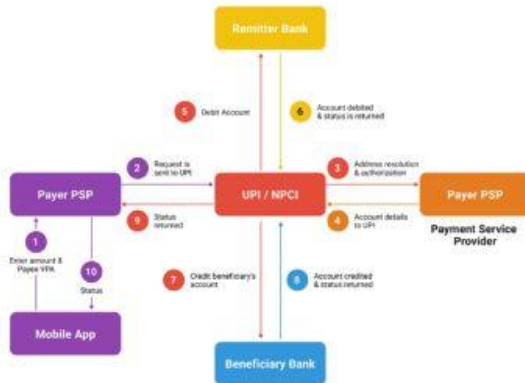 Remitter Bank
5
Debit Account
6
Account debited
& status is returned
2
Request is
sent to UPI
3
Address resolution
& authorization
Payer PSP
UPI / NPCI
Payer PSP
9
Status
returned
4
Account details
to UPI
Payment Service
Provider
1
Enter amount &
Payee VPA
10
Status
7
Credit beneficiary's
account
8
Account credited
& status returned
Mobile App
Beneficiary Bank